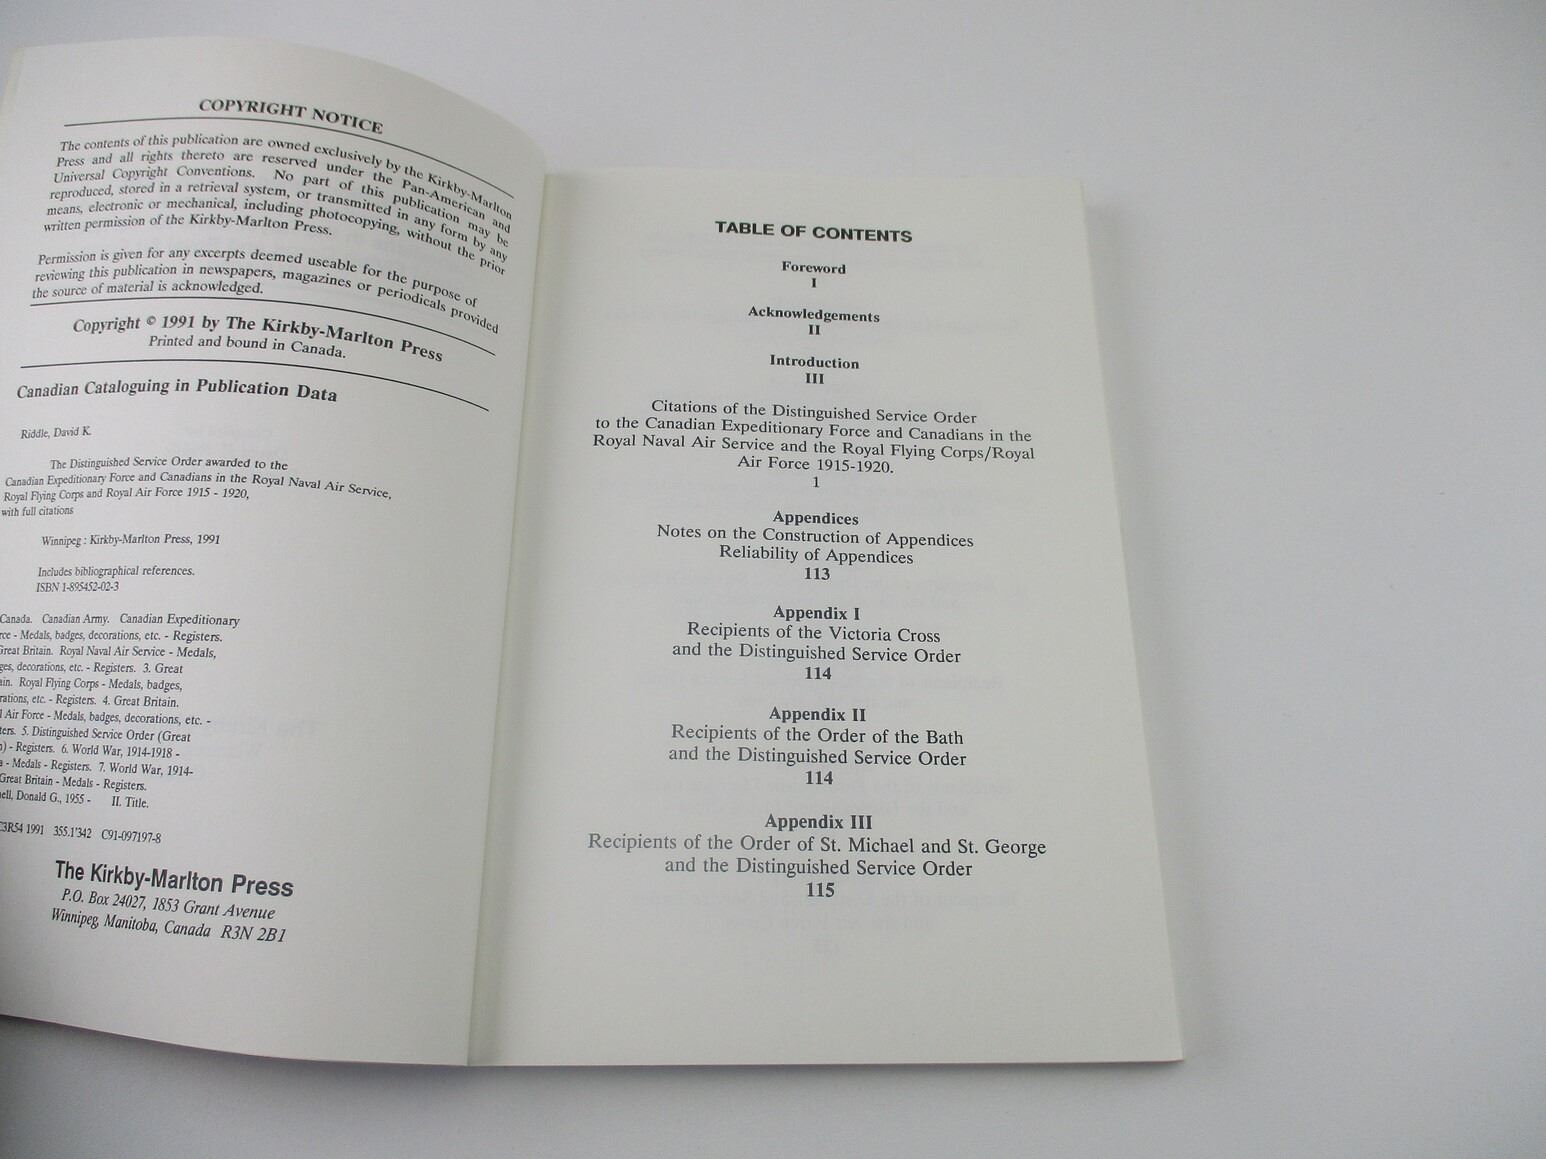 COPYRIGHT NOTICE
The contents of this publication are owned exclusively by the Kirkby-Marlton
Press and all rights thereto are reserved under the Pan-American and
Universal Copyright Conventions. No part of this publication may be
reproduced, stored in a retrieval system, or transmitted in any form by any
means, electronic or mechanical, including photocopying, without the prior
written permission of the Kirkby-Marlton Press.
Permission is given for any excerpts deemed useable for the purpose of
reviewing this publication in newspapers, magazines or periodicals provided
the source of material is acknowledged.
Copyright © 1991 by The Kirkby-Marlton Press
Printed and bound in Canada.
Canadian Cataloguing in Publication Data
Riddle, David K.
The Distinguished Service Order awarded to the
Canadian Expeditionary Force and Canadians in the Royal Naval Air Service,
Royal Flying Corps and Royal Air Force 1915 - 1920,
with full citations
Winnipeg : Kirkby-Marlton Press, 1991
Includes bibliographical references.
ISBN 1-895452-02-3
Canada. Canadian Army. Canadian Expeditionary
- Medals, badges, decorations, etc. - Registers.
Great Britain. Royal Naval Air Service - Medals,
decorations, etc. - Registers. 3. Great
Royal Flying Corps - Medals, badges,
etc. - Registers. 4. Great Britain.
Air Force - Medals, badges, decorations, etc. -
5. Distinguished Service Order (Great
- Registers. 6. World War, 1914-1918 -
- Medals - Registers. 7. World War, 1914-
Great Britain - Medals - Registers.
Donald G., 1955 - II. Title.
1991 355.1'342 C91-097197-8
The Kirkby-Marlton Press
P.O. Box 24027, 1853 Grant Avenue
Winnipeg, Manitoba, Canada R3N 2B1
TABLE OF CONTENTS
Foreword
I
Acknowledgements
II
Introduction
III
Citations of the Distinguished Service Order
to the Canadian Expeditionary Force and Canadians in the
Royal Naval Air Service and the Royal Flying Corps/Royal
Air Force 1915-1920.
1
Appendices
Notes on the Construction of Appendices
Reliability of Appendices
113
Appendix I
Recipients of the Victoria Cross
and the Distinguished Service Order
114
Appendix II
Recipients of the Order of the Bath
and the Distinguished Service Order
114
Appendix III
Recipients of the Order of St. Michael and St. George
and the Distinguished Service Order
115